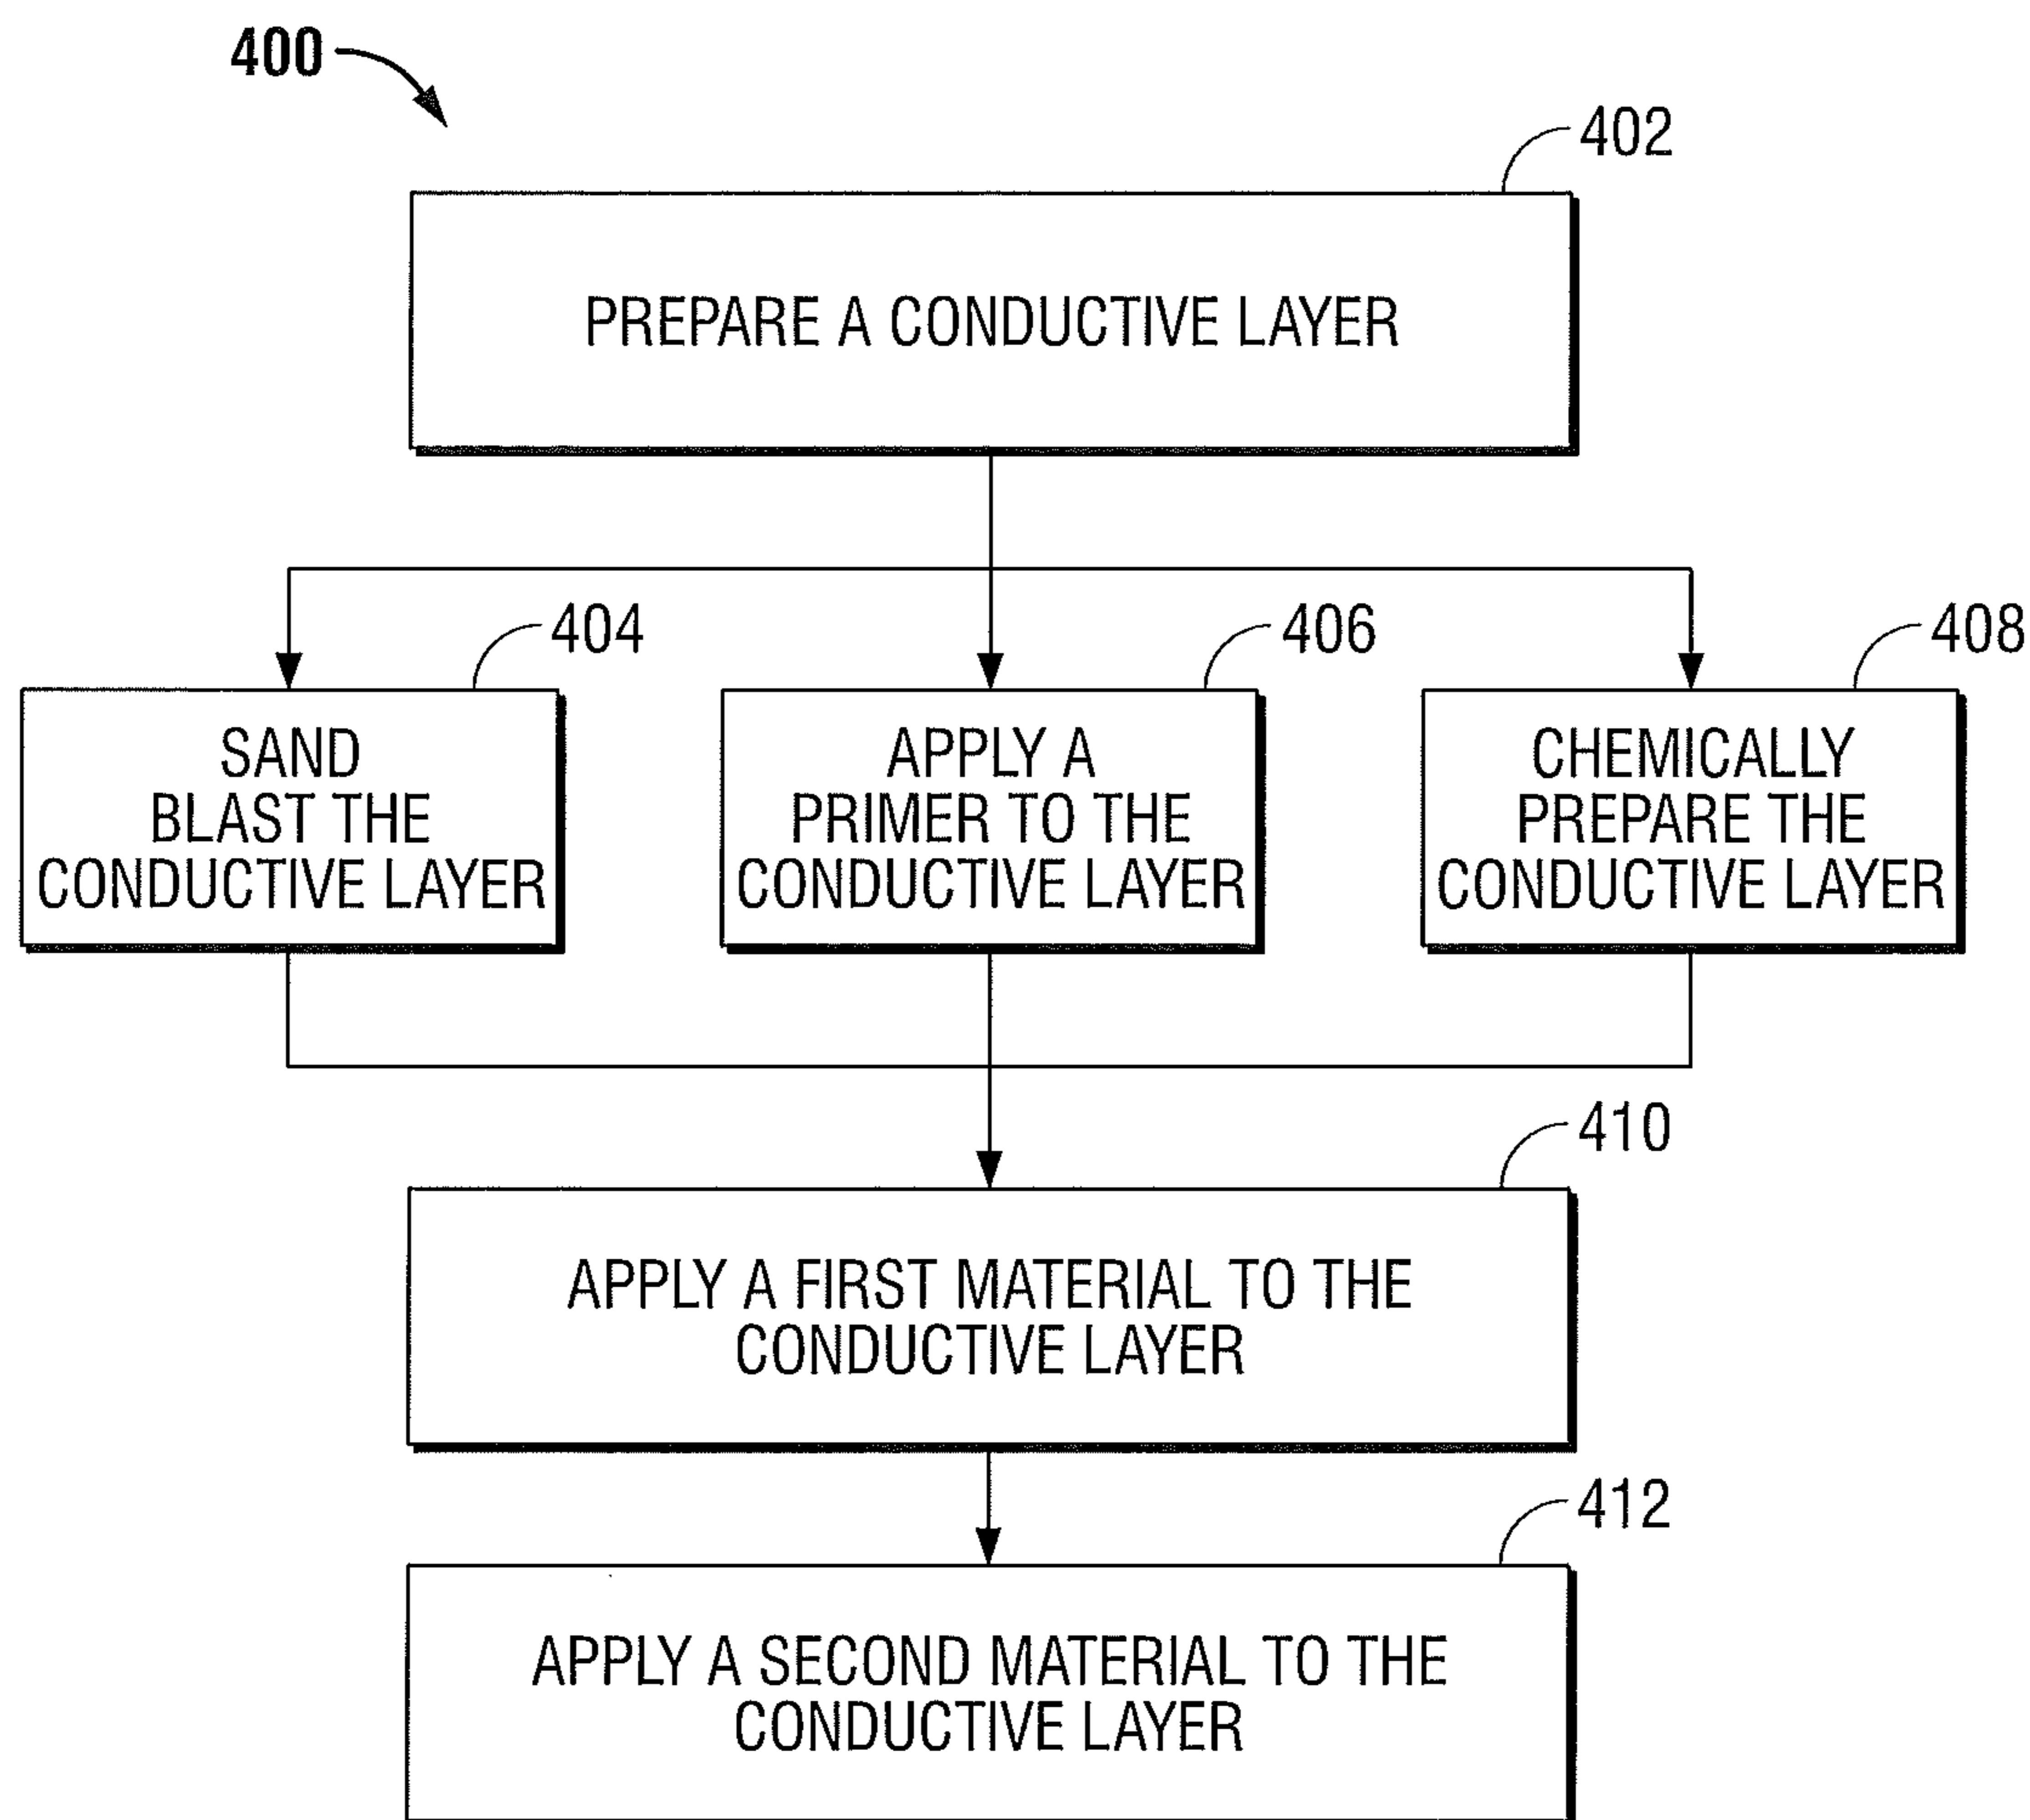 400
402
PREPARE A CONDUCTIVE LAYER
404
SAND
BLAST THE
CONDUCTIVE LAYER
406
APPLY A
PRIMER TO THE
CONDUCTIVE LAYER
408
CHEMICALLY
PREPARE THE
CONDUCTIVE LAYER
410
APPLY A FIRST MATERIAL TO THE
CONDUCTIVE LAYER
412
APPLY A SECOND MATERIAL TO THE
CONDUCTIVE LAYER